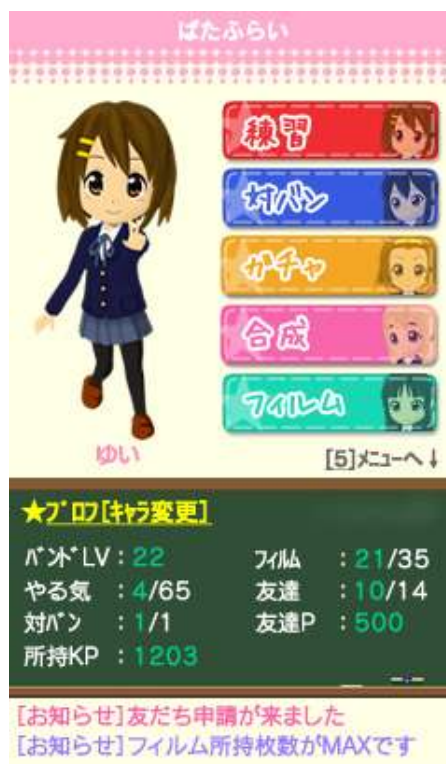 ばたふらい
練習
対バン
ガチャ
合成
フィルム
ゆい
[5]ﾒﾆｭｰへ↓
★ﾌﾟﾛﾌ[ｷｬﾗ変更]
ﾊﾞﾝﾄﾞLV：22 ﾌｨﾙﾑ ：21/35
やる気 ：4/65 友達 ：10/14
対ﾊﾞﾝ ：1/1 友達P ：500
所持KP ：1203
[お知らせ]友だち申請が来ました
[お知らせ]フィルム所持枚数がMAXです